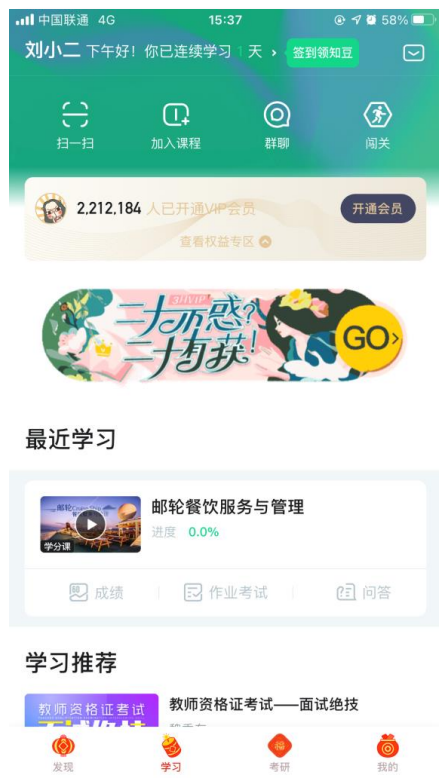 中国联通 4G 15:37 58%
刘小二 下午好！你已连续学习 1 天 › 签到领知豆
扫一扫 加入课程 群聊 闯关
2,212,184 人已开通VIP会员 开通会员
查看权益专区
二十不惑？
二十有获！
GO›
最近学习
邮轮餐饮服务与管理
进度 0.0%
学分课
成绩 作业考试 问答
学习推荐
教师资格证考试
教师资格证考试——面试绝技
发现 学习 考研 我的